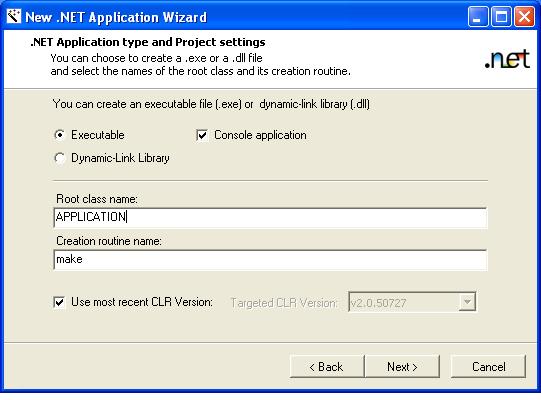 New .NET Application Wizard
.NET Application type and Project settings
You can choose to create a .exe or a .dll file
and select the names of the root class and its creation routine.
.net
You can create an executable file (.exe) or dynamic-link library (.dll)
Executable
Console application
Dynamic-Link Library
Root class name:
APPLICATION
Creation routine name:
make
Use most recent CLR Version:
Targeted CLR Version:
v2.0.50727
< Back
Next >
Cancel